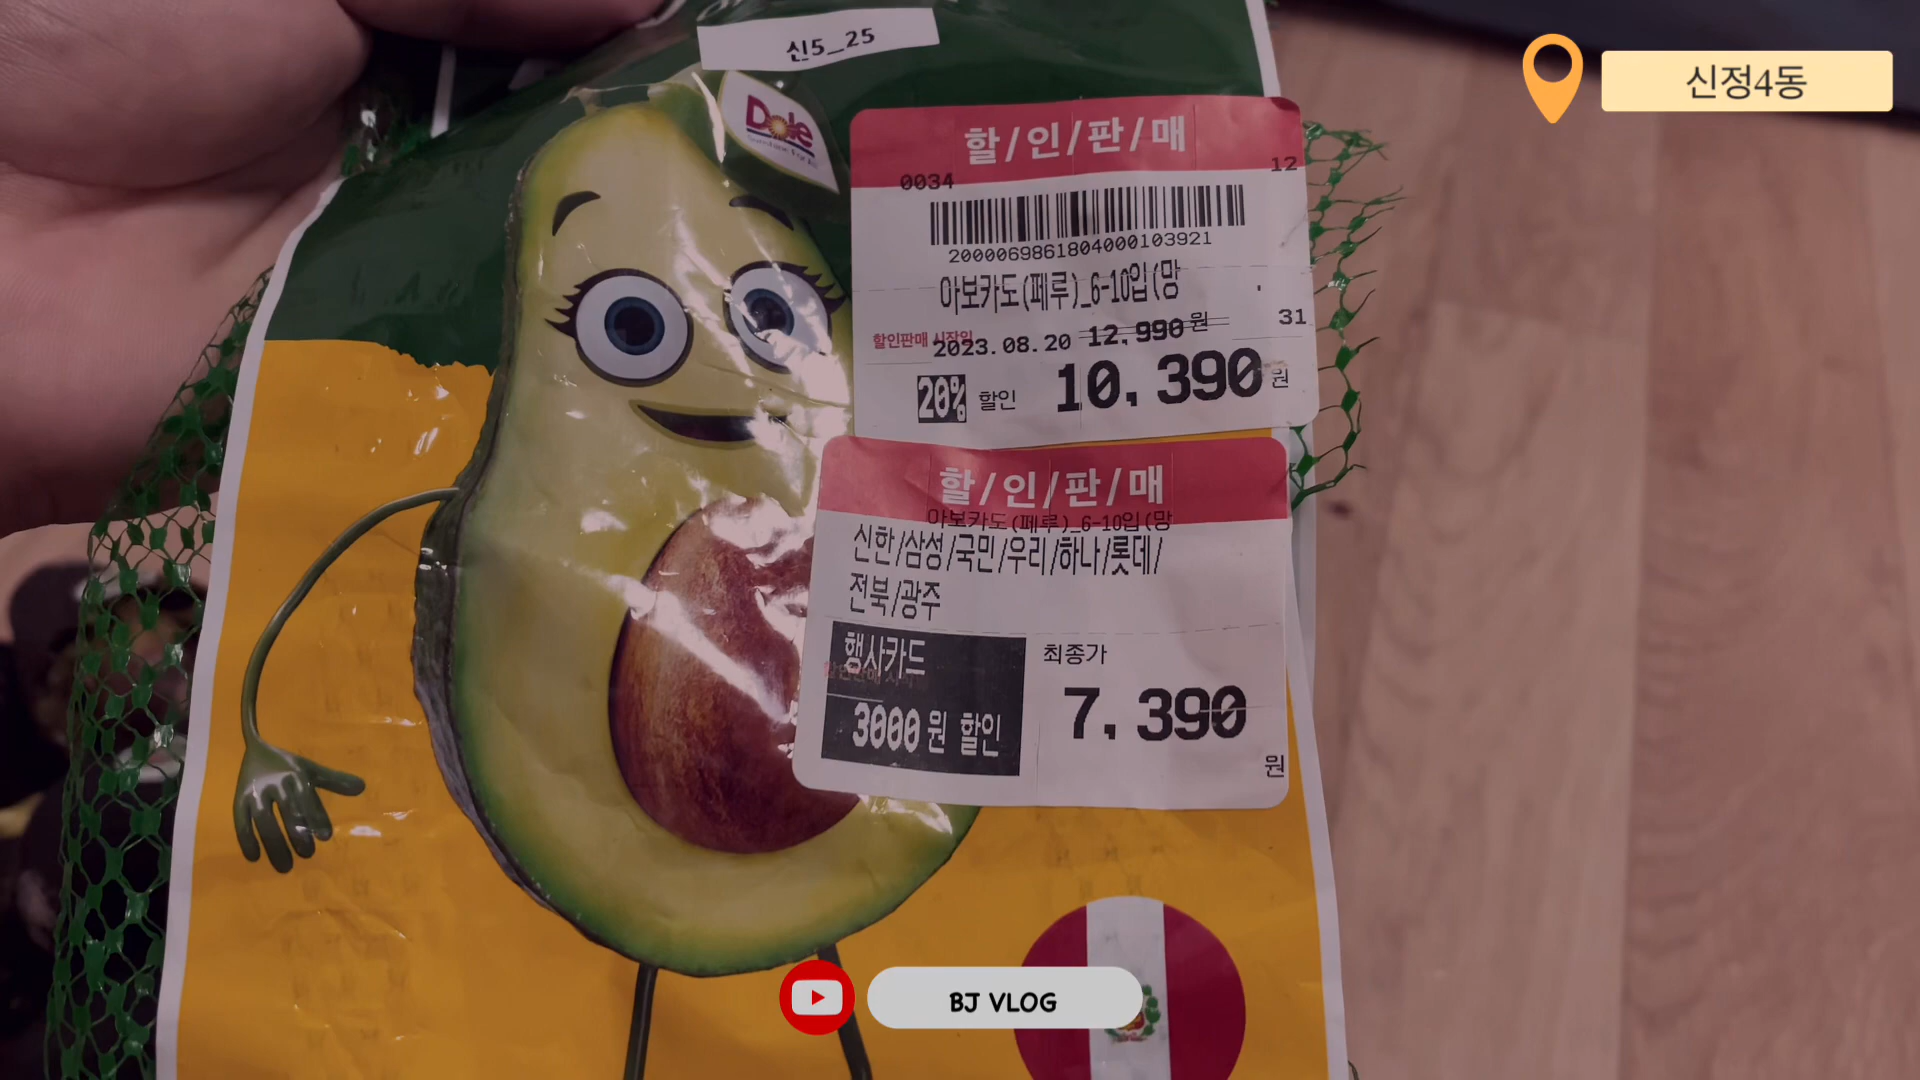 신5_25
신정4동
Dole
할/인/판/매
0034
12
2000069861804000103921
아보카도(페루)_6-10입(망
할인판매 시작일
2023.08.20 12,990원
31
20% 할인 10,390원
할/인/판/매
아보카도(페루)_6-10입(망
신한/삼성/국민/우리/하나/롯데/
전북/광주
행사카드
최종가
3000원 할인
7,390
원
BJ VLOG